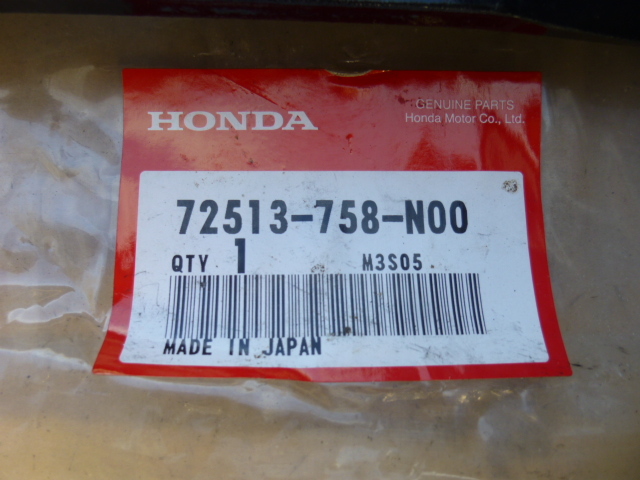 HONDA
GENUINE PARTS
Honda Motor Co., Ltd.
72513-758-N00
QTY 1 M3S05
MADE IN JAPAN